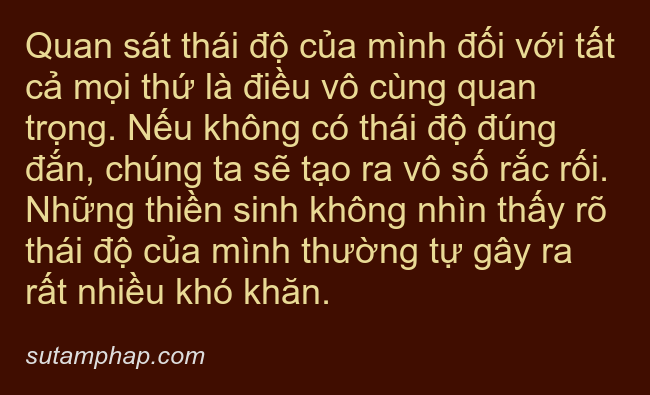 Quan sát thái độ của mình đối với tất
cả mọi thứ là điều vô cùng quan
trọng. Nếu không có thái độ đúng
đắn, chúng ta sẽ tạo ra vô số rắc rối.
Những thiền sinh không nhìn thấy rõ
thái độ của mình thường tự gây ra
rất nhiều khó khăn.
sutamphap.com